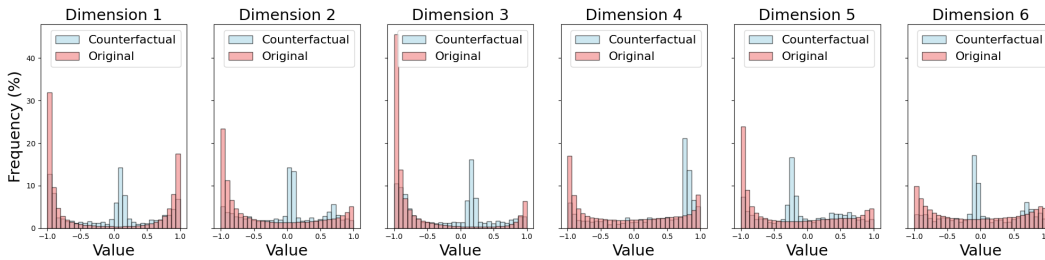 Dimension 1
Dimension 2
Dimension 3
Dimension 4
Dimension 5
Dimension 6
Counterfactual
Original
Counterfactual
Original
Counterfactual
Original
Counterfactual
Original
Counterfactual
Original
Counterfactual
Original
Frequency (%)
40
30
20
10
0
−1.0 −0.5 0.0 0.5 1.0
−1.0 −0.5 0.0 0.5 1.0
−1.0 −0.5 0.0 0.5 1.0
−1.0 −0.5 0.0 0.5 1.0
−1.0 −0.5 0.0 0.5 1.0
−1.0 −0.5 0.0 0.5
Value
Value
Value
Value
Value
Value